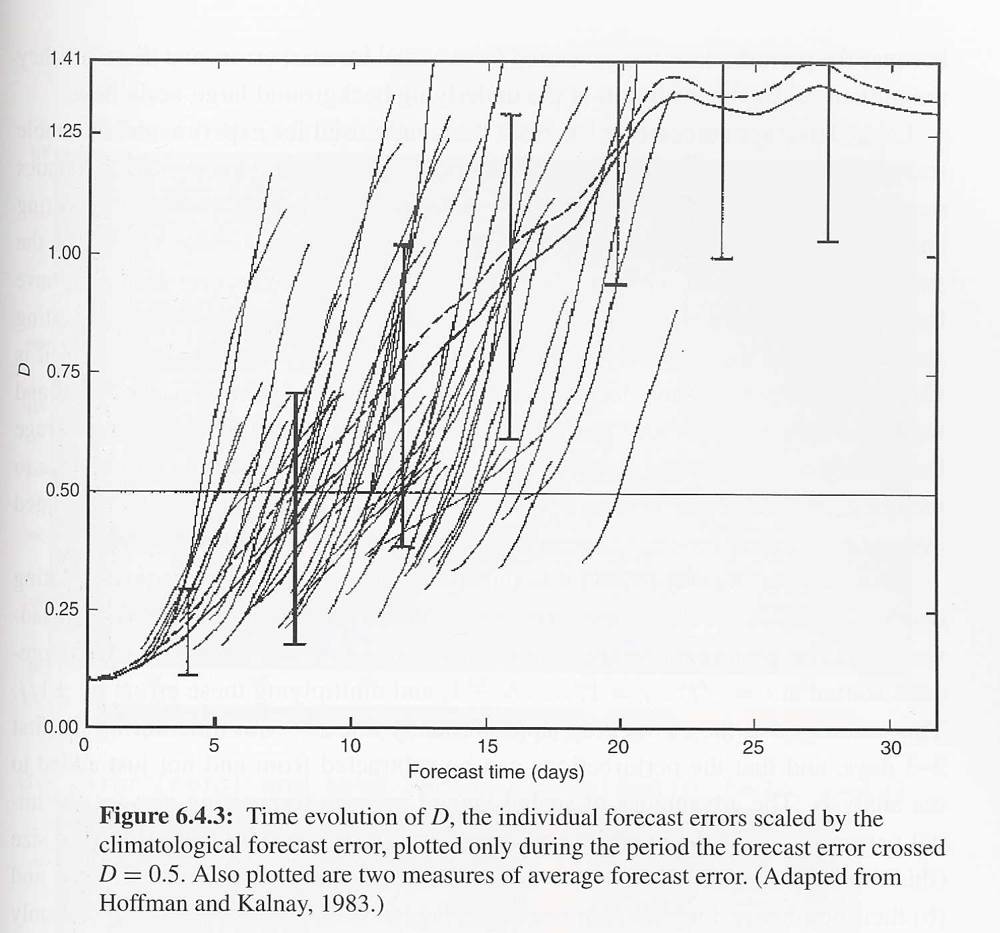 1.41
1.25
1.00
0.75
D
0.50
0.25
0.00
0 5 10 15 20 25 30
Forecast time (days)
Figure 6.4.3: Time evolution of D, the individual forecast errors scaled by the
climatological forecast error, plotted only during the period the forecast error crossed
D = 0.5. Also plotted are two measures of average forecast error. (Adapted from
Hoffman and Kalnay, 1983.)